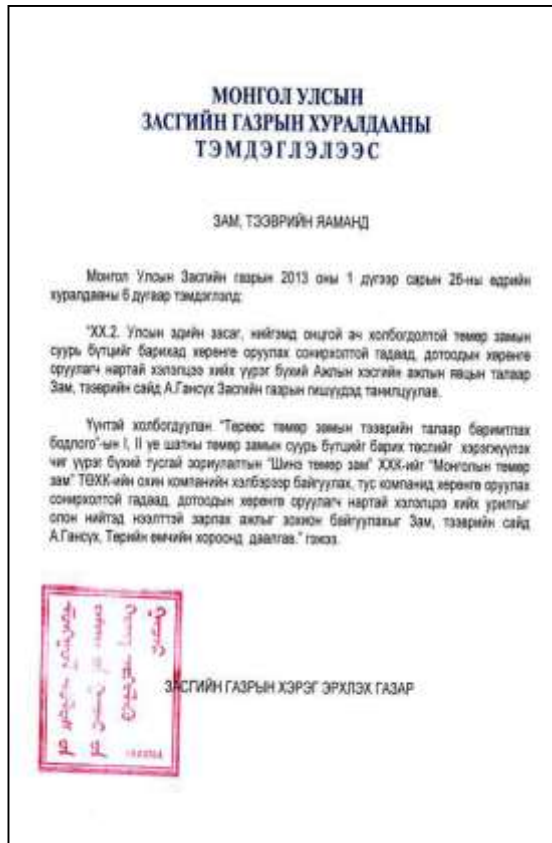 МОНГОЛ УЛСЫН
ЗАСГИЙН ГАЗРЫН ХУРАЛДААНЫ
ТЭМДЭГЛЭЛЭЭС
ЗАМ, ТЭЭВРИЙН ЯАМАНД
Монгол Улсын Засгийн газрын 2013 оны 1 дүгээр сарын 26-ны өдрийн
хуралдааны 6 дугаар тэмдэглэлд:
"ХХ.2. Улсын эдийн засаг, нийгэмд онцгой ач холбогдолтой төмөр замын
суурь бүтцийг барихад хөрөнгө оруулах сонирхолтой гадаад, дотоодын хөрөнгө
оруулагч нартай хэлэлцээ хийх үүрэг бүхий Ажлын хэсгийн ажлын явцын талаар
Зам, тээврийн сайд А.Гансүх Засгийн газрын гишүүдэд танилцуулав.
Үүнтэй холбогдуулан "Төрөөс төмөр замын тээврийн талаар баримтлах
бодлого"-ын I, II үе шатны төмөр замын суурь бүтцийг барих төслийг хэрэгжүүлэх
чиг үүрэг бүхий тусгай зориулалтын "Шинэ төмөр зам" ХХК-ийг "Монголын төмөр
зам" ТӨХК-ийн охин компанийн хэлбэрээр байгуулах, тус компанид хөрөнгө оруулах
сонирхолтой гадаад, дотоодын хөрөнгө оруулагч нартай хэлэлцээ хийх урилгыг
олон нийтэд нээлттэй зарлах ажлыг зохион байгуулахыг Зам, тээврийн сайд
А.Гансүх, Төрийн өмчийн хороонд даалгав." гэжээ.
ЗАСГИЙН ГАЗРЫН ХЭРЭГ ЭРХЛЭХ ГАЗАР